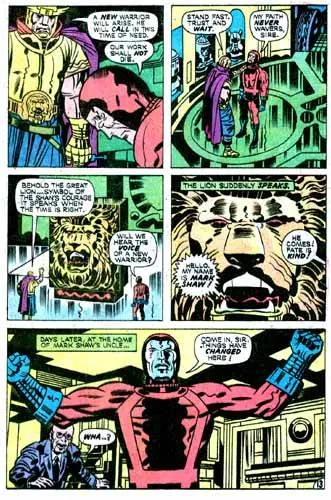 A NEW WARRIOR
WILL ARISE. HE
WILL CALL IN THIS
TIME OF NEED.
OUR WORK
SHALL NOT
DIE.
STAND FAST,
TRUST AND
WAIT.
MY FAITH
NEVER
WAVERS,
SIRE.
BEHOLD THE GREAT
LION---SYMBOL
OF THE SHAN'S COURAGE
IT SPEAKS WHEN
THE TIME IS RIGHT.
WILL WE
HEAR THE
VOICE
OF A NEW
WARRIOR?
THE LION SUDDENLY SPEAKS.
HELLO.
MY NAME
IS MARK
SHAW!
HE
COMES!
FATE IS
KIND!
DAYS LATER, AT THE HOME
OF MARK SHAW'S UNCLE---
COME IN, SIR.
THINGS HAVE
CHANGED
HERE!
WHA--?